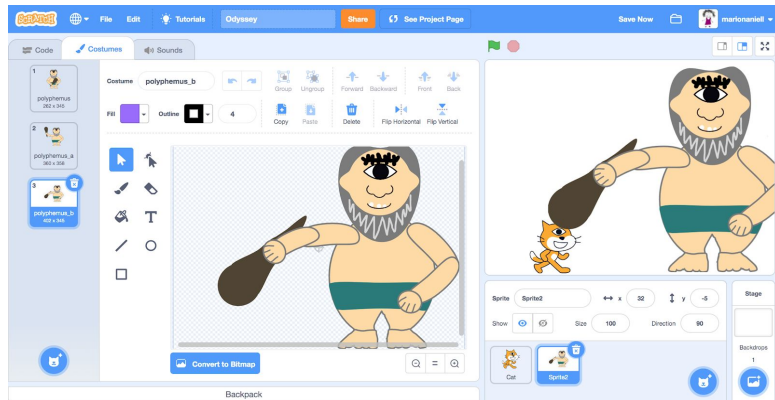 SCRATCH File Edit Tutorials Odyssey Share See Project Page Save Now marionaniell
Code Costumes Sounds
1
polyphemus
282 x 345
2
polyphemus_a
3
polyphemus_b
402 x 345
Costume polyphemus_b Group Ungroup Forward Backward Front Back
Fill Outline 4 Copy Paste Delete Flip Horizontal Flip Vertical
T
Convert to Bitmap
Backpack
Sprite Sprite2 x 32 y -5
Show Size 100 Direction 90
Cat Sprite2
Stage
Backdrops
1